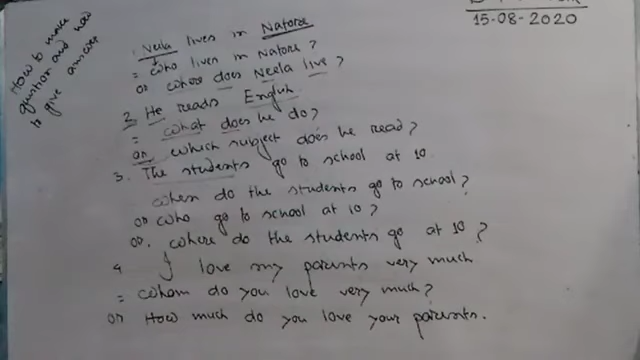 15-08-2020
How to make
question and how
to give answer
Neela lives in Natore
= Who lives in Natore?
or where does Neela live?
2. He reads English
= What does he do?
or which subject does he read?
3. The students go to school at 10
when do the students go to school?
or who go to school at 10?
or. where do the students go at 10?
4 I love my parents very much
= Whom do you love very much?
or How much do you love your parents.